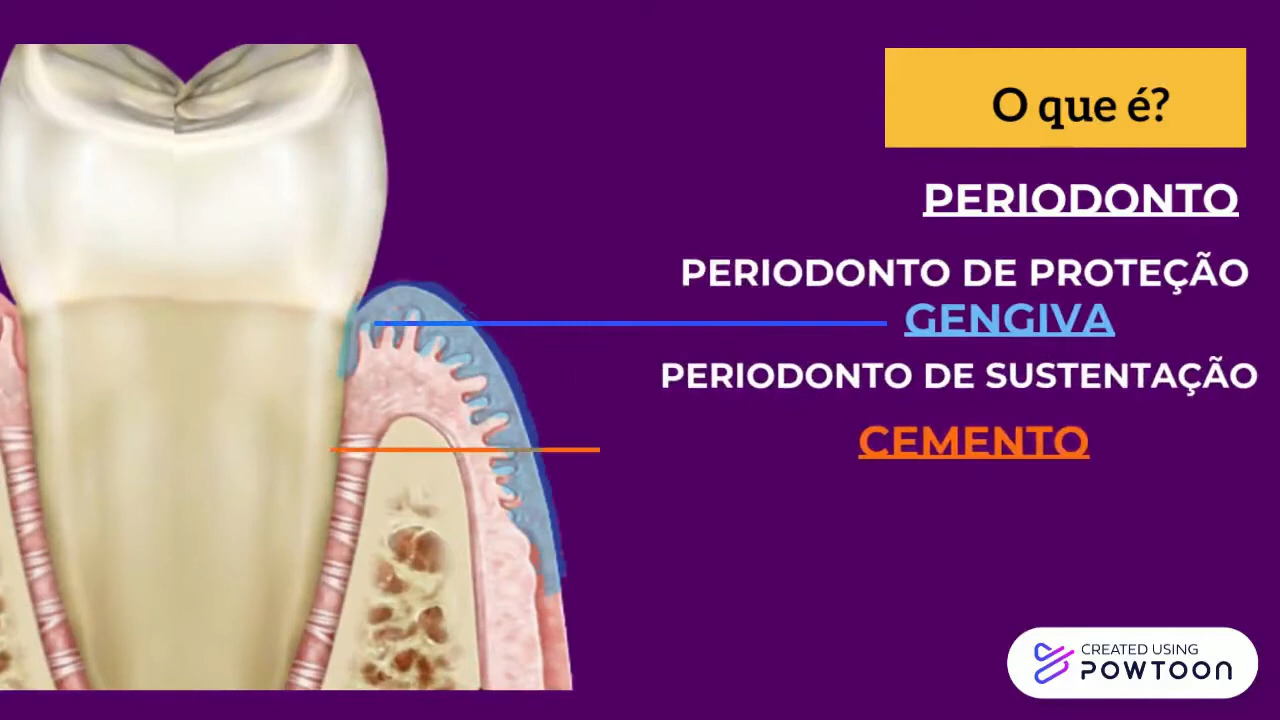 O que é?
PERIODONTO
PERIODONTO DE PROTEÇÃO
GENGIVA
PERIODONTO DE SUSTENTAÇÃO
CEMENTO
CREATED USING
POWTOON